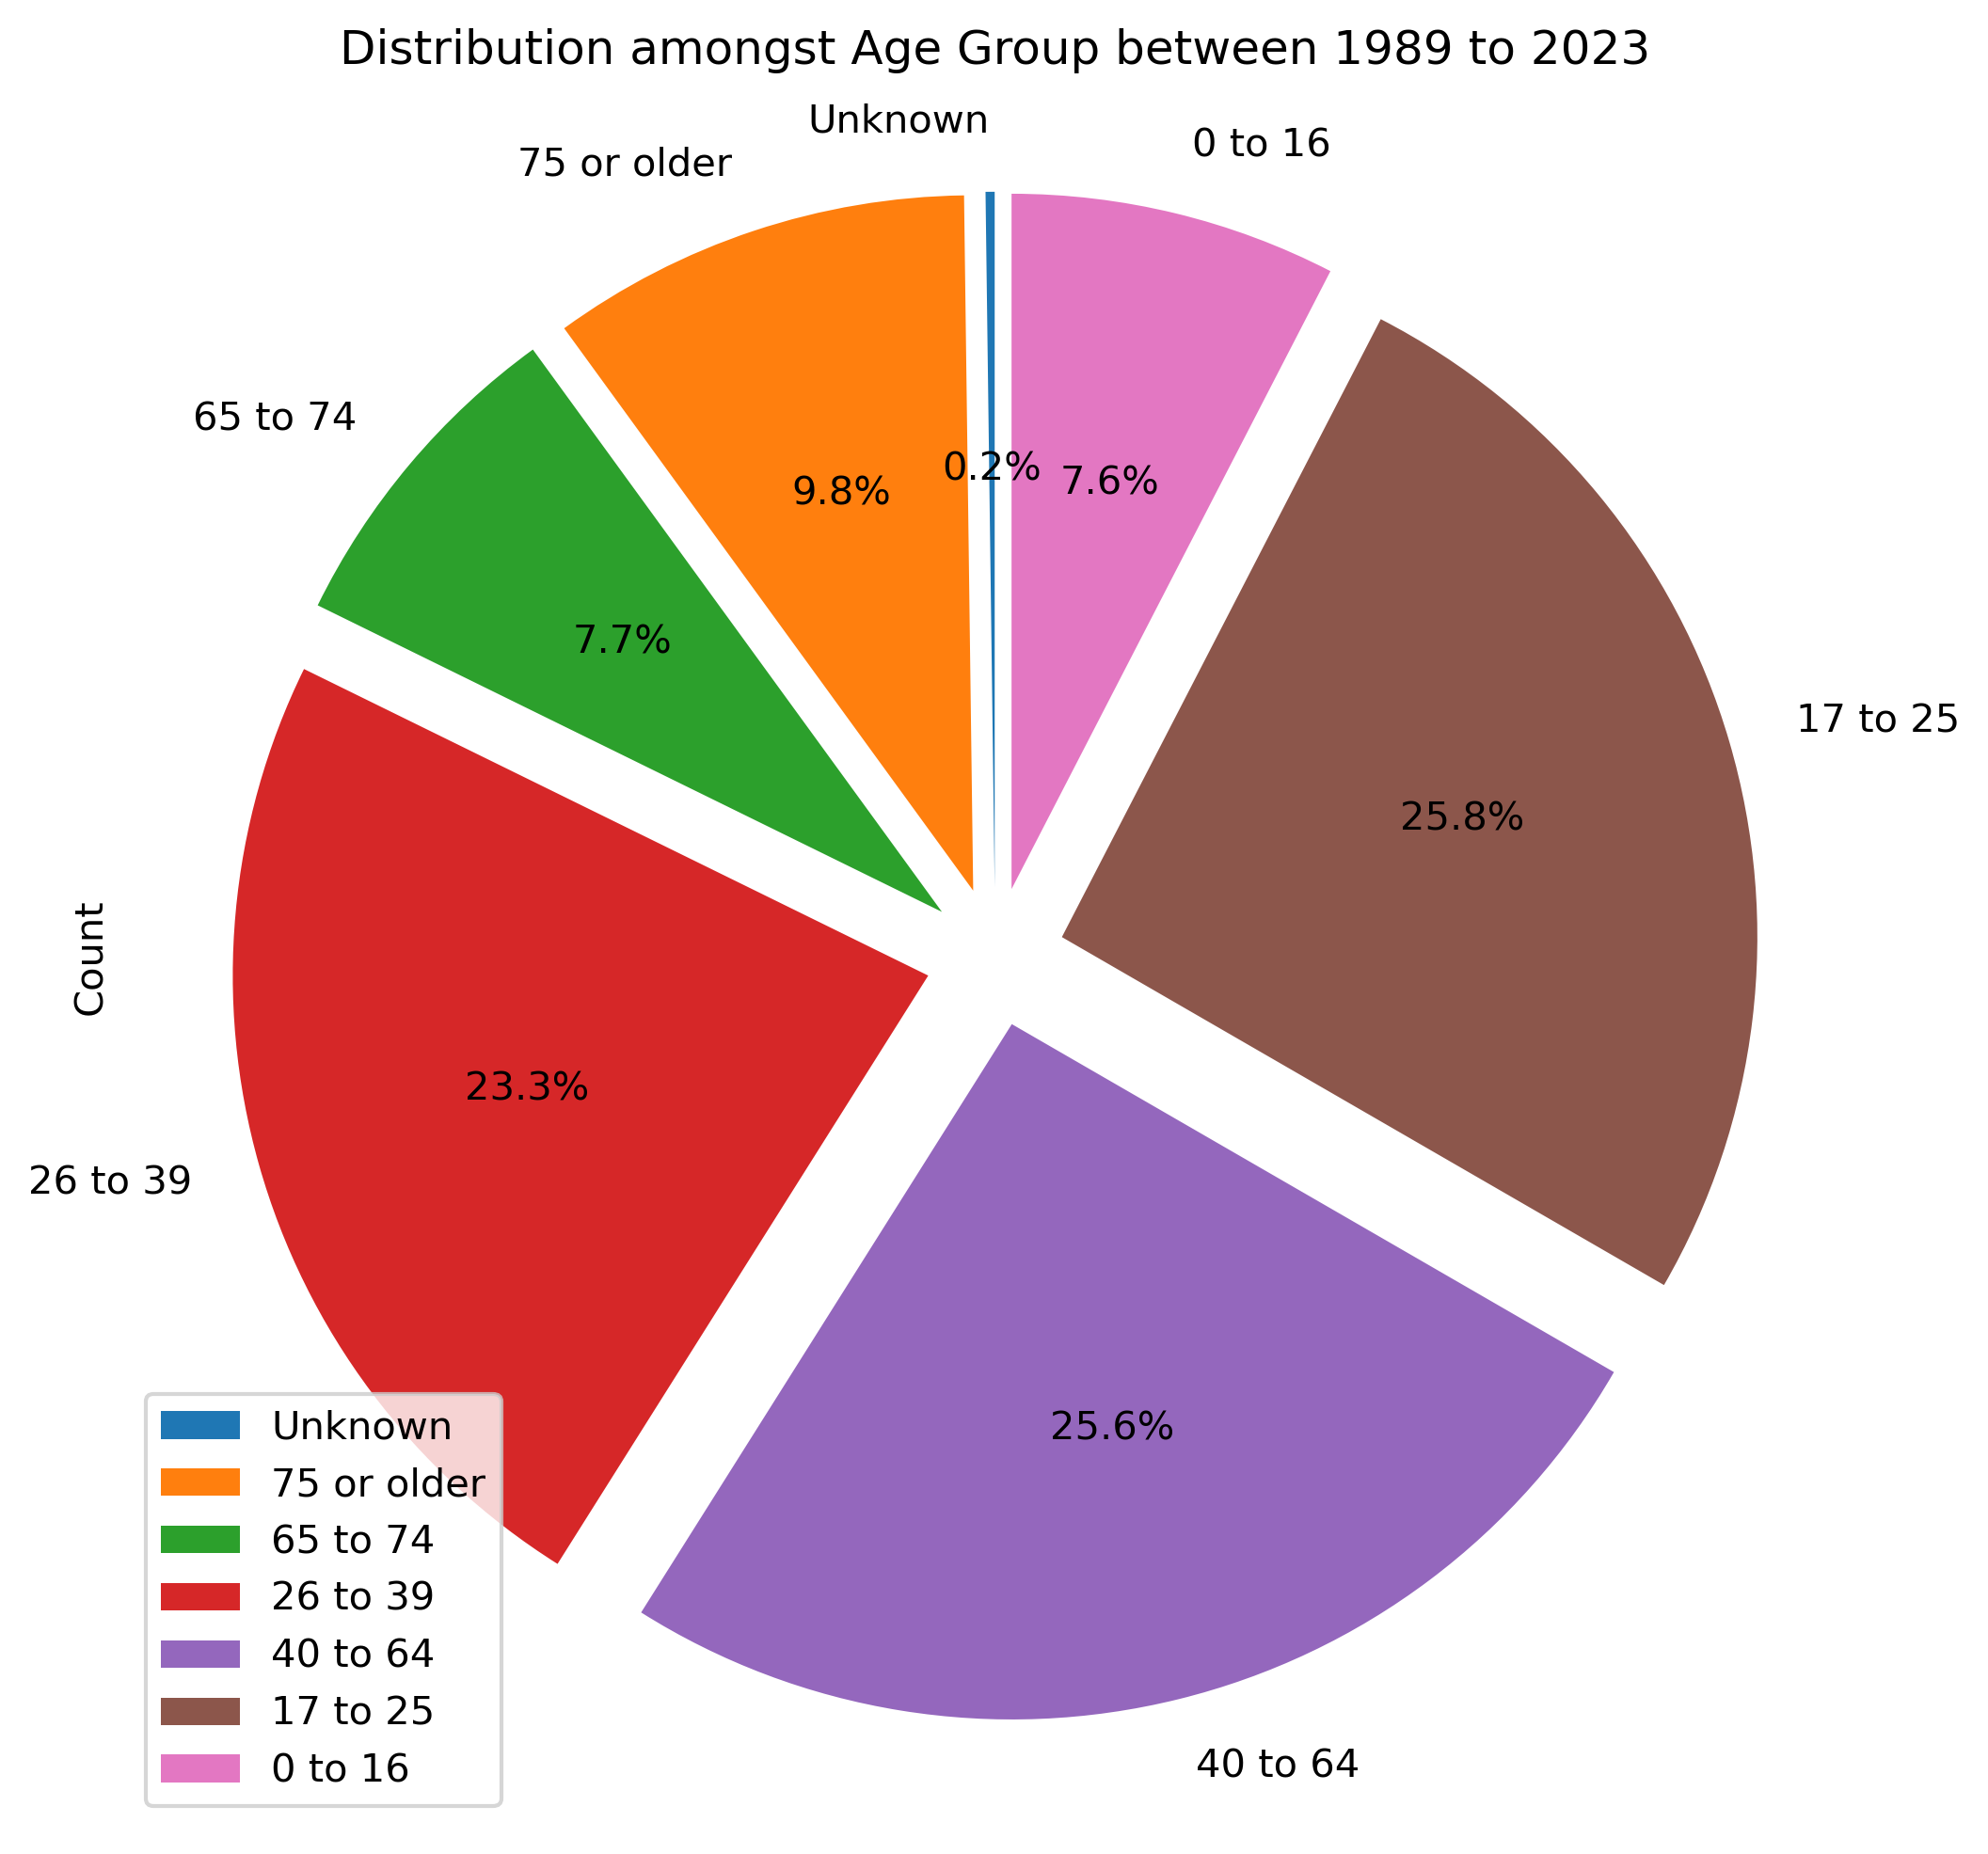 Distribution amongst Age Group between 1989 to 2023
Unknown
0 to 16
75 or older
65 to 74
0.2%
7.6%
9.8%
7.7%
17 to 25
25.8%
Count
23.3%
26 to 39
25.6%
40 to 64
Unknown
75 or older
65 to 74
26 to 39
40 to 64
17 to 25
0 to 16